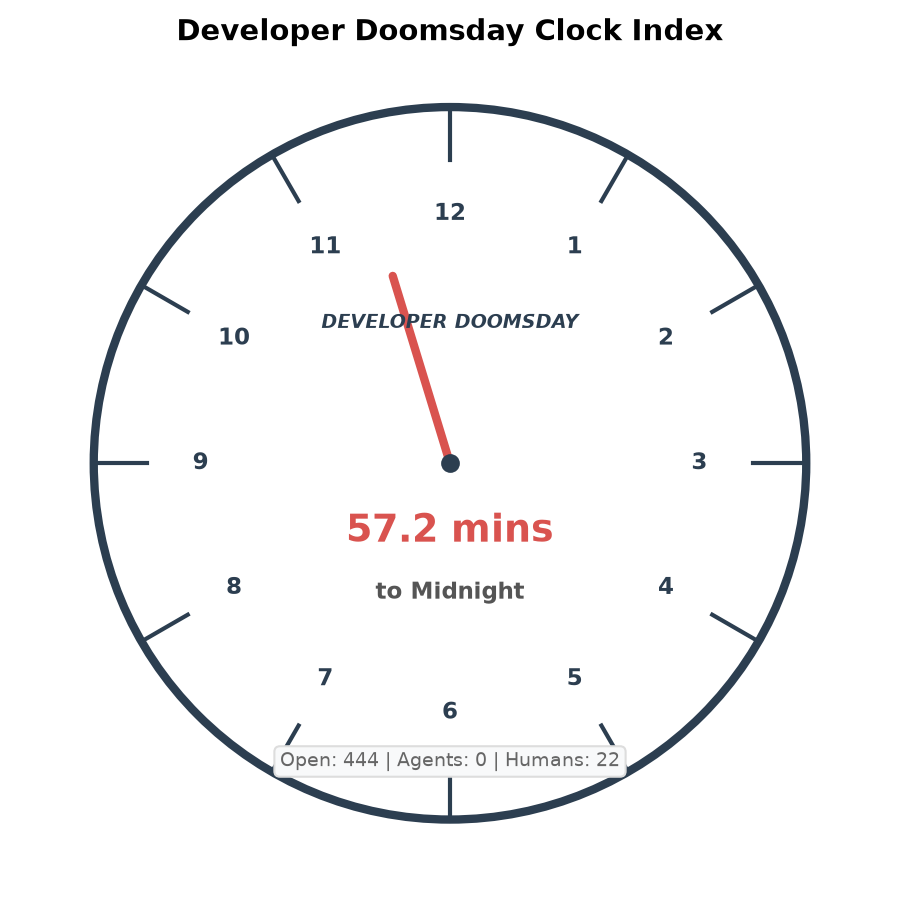 Developer Doomsday Clock Index
12
11
1
DEVELOPER DOOMSDAY
10
2
9
3
57.2 mins
to Midnight
8
4
7
5
6
Open: 444 | Agents: 0 | Humans: 22